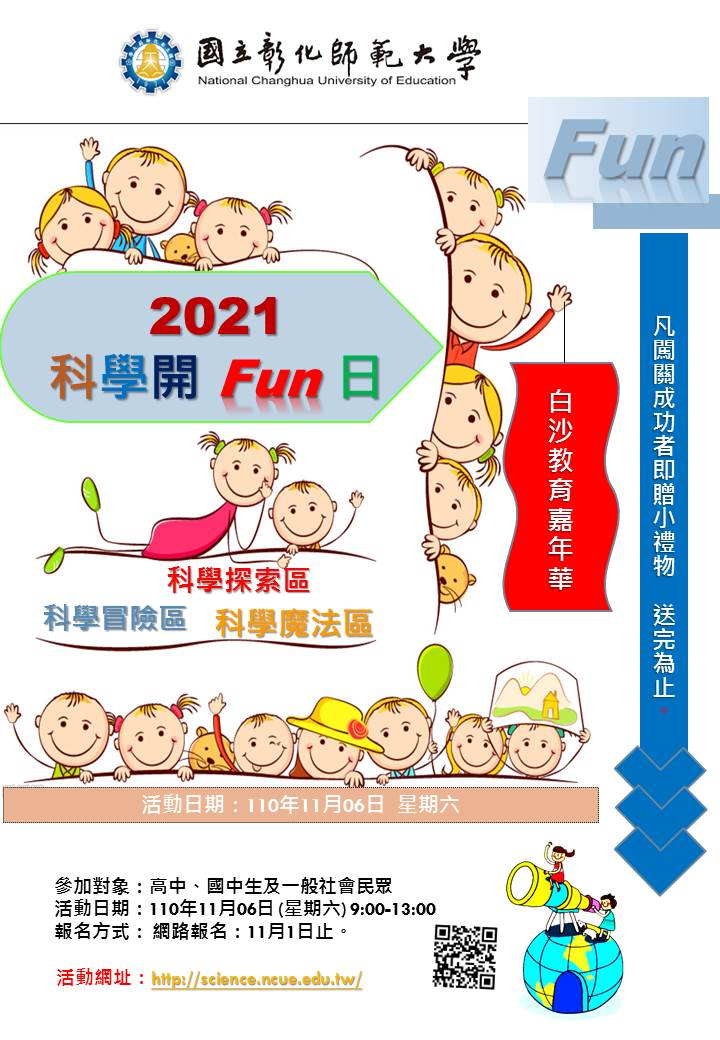 國立彰化師範大學
National Changhua University of Education
Fun
2021
科學開 Fun 日
白沙教育嘉年華
凡闖關成功者即贈小禮物 送完為止
科學探索區
科學冒險區 科學魔法區
活動日期：110年11月06日 星期六
參加對象：高中、國中生及一般社會民眾
活動日期：110年11月06日 (星期六) 9:00-13:00
報名方式： 網路報名：11月1日止。
活動網址：http://science.ncue.edu.tw/